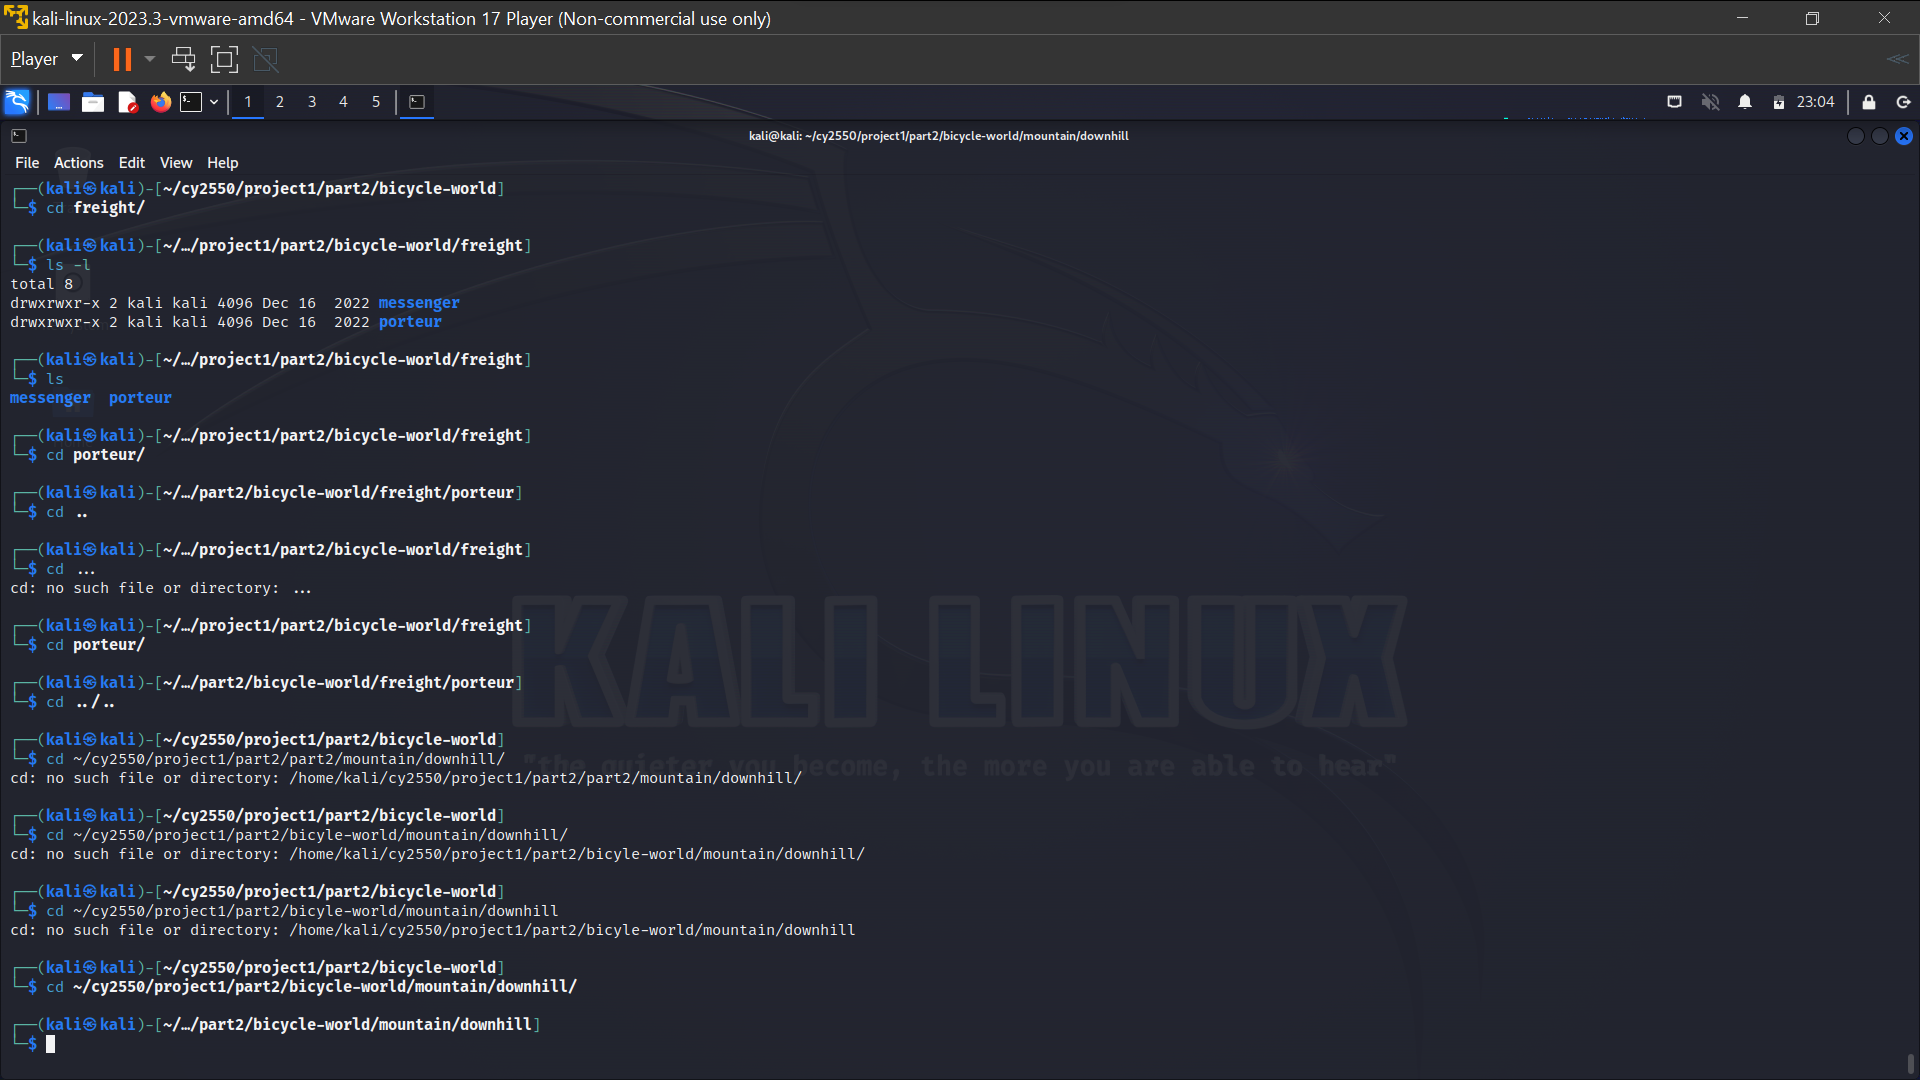 kali-linux-2023.3-vmware-amd64 - VMware Workstation 17 Player (Non-commercial use only)
Player
1 2 3 4 5
23:04
kali@kali: ~/cy2550/project1/part2/bicycle-world/mountain/downhill
File Actions Edit View Help
┌──(kali㉿kali)-[~/cy2550/project1/part2/bicycle-world]
└─$ cd freight/
┌──(kali㉿kali)-[~/…/project1/part2/bicycle-world/freight]
└─$ ls -l
total 8
drwxrwxr-x 2 kali kali 4096 Dec 16  2022 messenger
drwxrwxr-x 2 kali kali 4096 Dec 16  2022 porteur
┌──(kali㉿kali)-[~/…/project1/part2/bicycle-world/freight]
└─$ ls
messenger  porteur
┌──(kali㉿kali)-[~/…/project1/part2/bicycle-world/freight]
└─$ cd porteur/
┌──(kali㉿kali)-[~/…/part2/bicycle-world/freight/porteur]
└─$ cd ..
┌──(kali㉿kali)-[~/…/project1/part2/bicycle-world/freight]
└─$ cd ...
cd: no such file or directory: ...
┌──(kali㉿kali)-[~/…/project1/part2/bicycle-world/freight]
└─$ cd porteur/
┌──(kali㉿kali)-[~/…/part2/bicycle-world/freight/porteur]
└─$ cd ../..
┌──(kali㉿kali)-[~/cy2550/project1/part2/bicycle-world]
└─$ cd ~/cy2550/project1/part2/part2/mountain/downhill/
cd: no such file or directory: /home/kali/cy2550/project1/part2/part2/mountain/downhill/
┌──(kali㉿kali)-[~/cy2550/project1/part2/bicycle-world]
└─$ cd ~/cy2550/project1/part2/bicyle-world/mountain/downhill/
cd: no such file or directory: /home/kali/cy2550/project1/part2/bicyle-world/mountain/downhill/
┌──(kali㉿kali)-[~/cy2550/project1/part2/bicycle-world]
└─$ cd ~/cy2550/project1/part2/bicyle-world/mountain/downhill
cd: no such file or directory: /home/kali/cy2550/project1/part2/bicyle-world/mountain/downhill
┌──(kali㉿kali)-[~/cy2550/project1/part2/bicycle-world]
└─$ cd ~/cy2550/project1/part2/bicycle-world/mountain/downhill/
┌──(kali㉿kali)-[~/…/part2/bicycle-world/mountain/downhill]
└─$
KALI LINUX
"the quieter you become, the more you are able to hear"